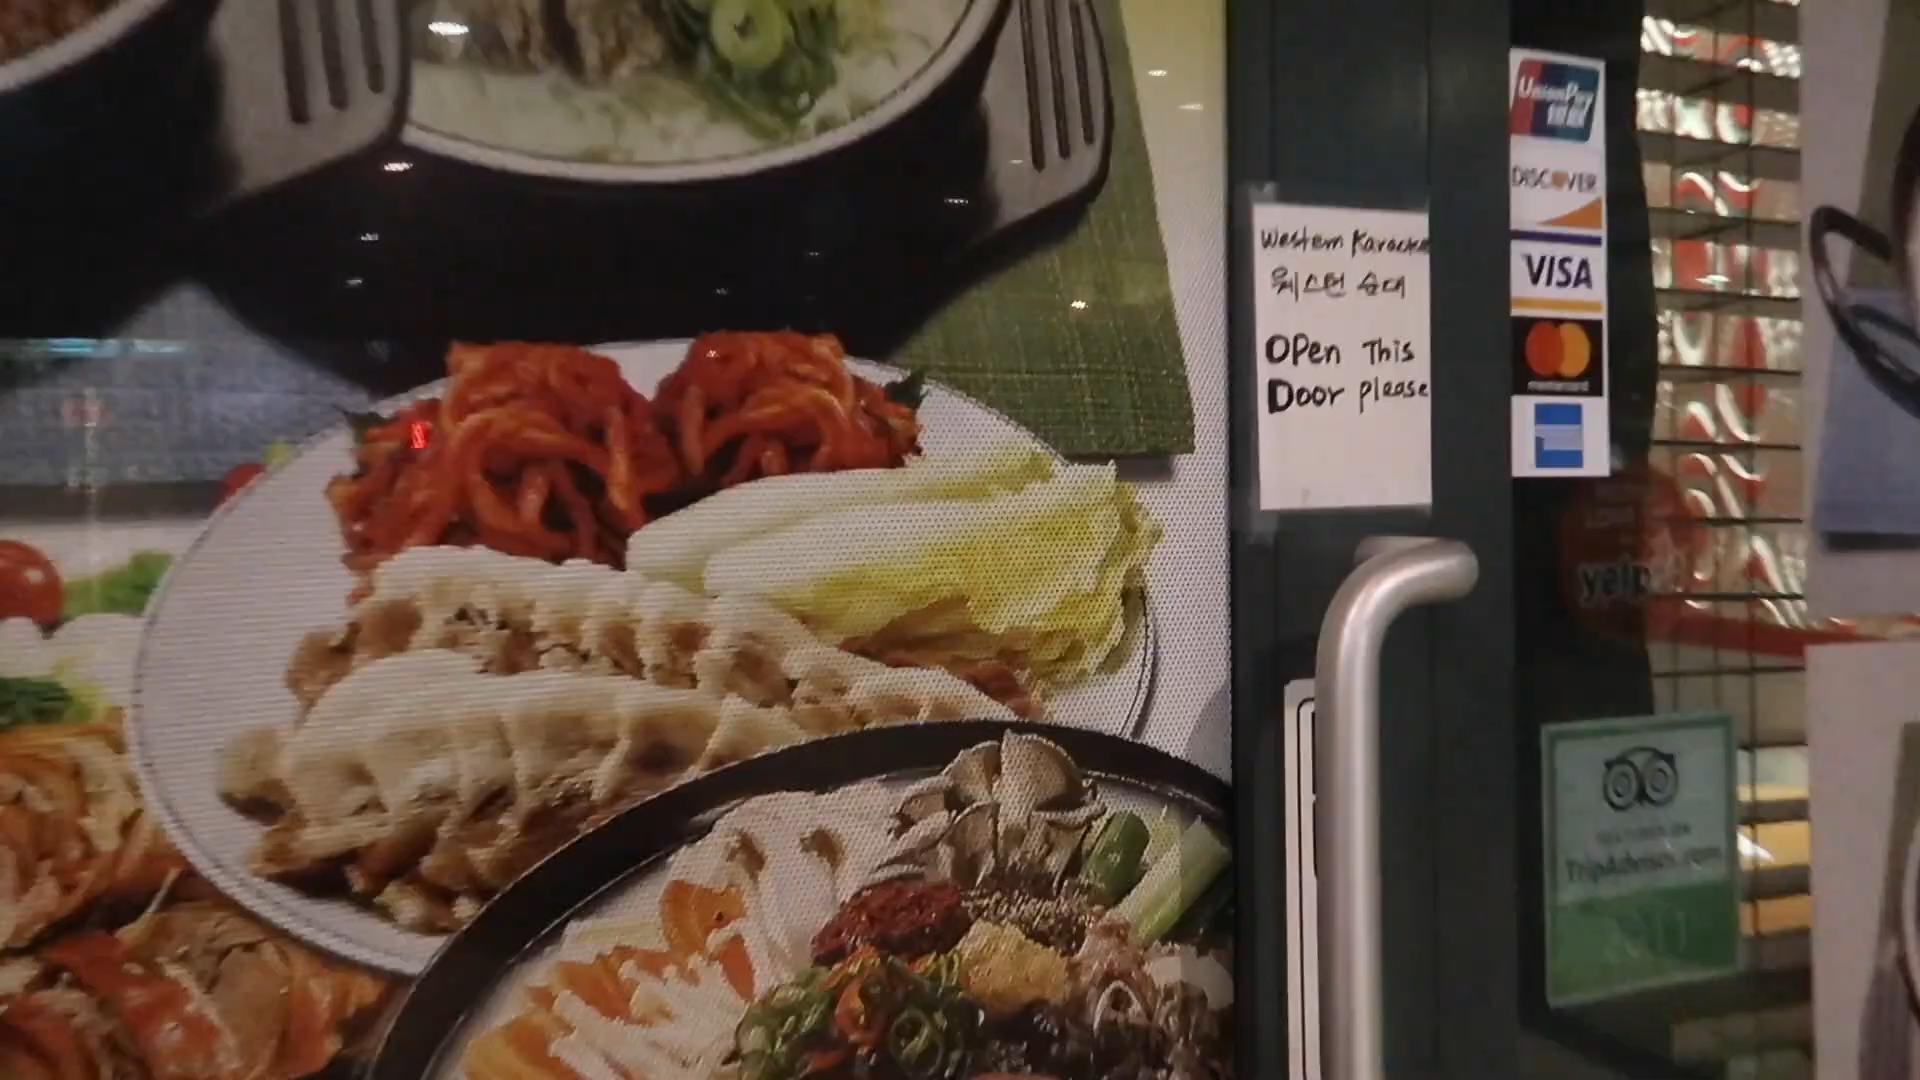 Western Karaoke
웨스턴 순대
OPen This
Door please
UnionPay
银联
DISCOVER
VISA
mastercard
yelp
TripAdvisor.com